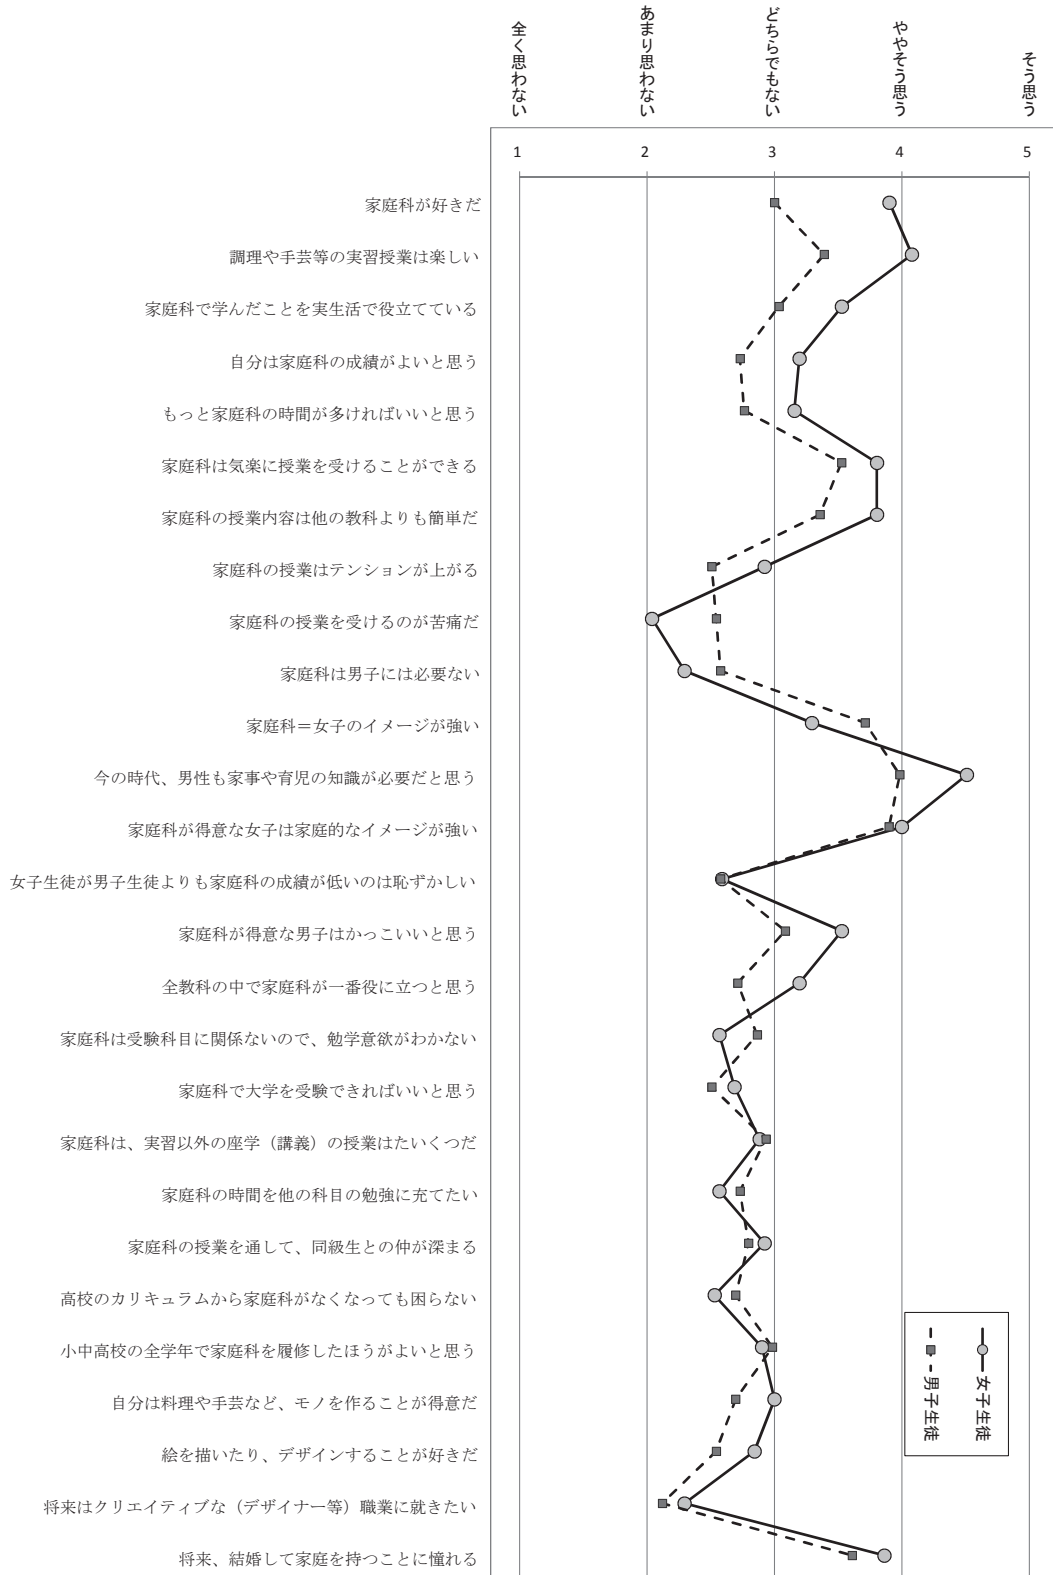 全く思わない
あまり思わない
どちらでもない
ややそう思う
そう思う
1 2 3 4 5
家庭科が好きだ
調理や手芸等の実習授業は楽しい
家庭科で学んだことを実生活で役立てている
自分は家庭科の成績がよいと思う
もっと家庭科の時間が多ければいいと思う
家庭科は気楽に授業を受けることができる
家庭科の授業内容は他の教科よりも簡単だ
家庭科の授業はテンションが上がる
家庭科の授業を受けるのが苦痛だ
家庭科は男子には必要ない
家庭科＝女子のイメージが強い
今の時代、男性も家事や育児の知識が必要だと思う
家庭科が得意な女子は家庭的なイメージが強い
女子生徒が男子生徒よりも家庭科の成績が低いのは恥ずかしい
家庭科が得意な男子はかっこいいと思う
全教科の中で家庭科が一番役に立つと思う
家庭科は受験科目に関係ないので、勉学意欲がわかない
家庭科で大学を受験できればいいと思う
家庭科は、実習以外の座学（講義）の授業はたいくつだ
家庭科の時間を他の科目の勉強に充てたい
家庭科の授業を通して、同級生との仲が深まる
高校のカリキュラムから家庭科がなくなっても困らない
小中高校の全学年で家庭科を履修したほうがよいと思う
自分は料理や手芸など、モノを作ることが得意だ
絵を描いたり、デザインすることが好きだ
将来はクリエイティブな（デザイナー等）職業に就きたい
将来、結婚して家庭を持つことに憧れる
女子生徒
男子生徒